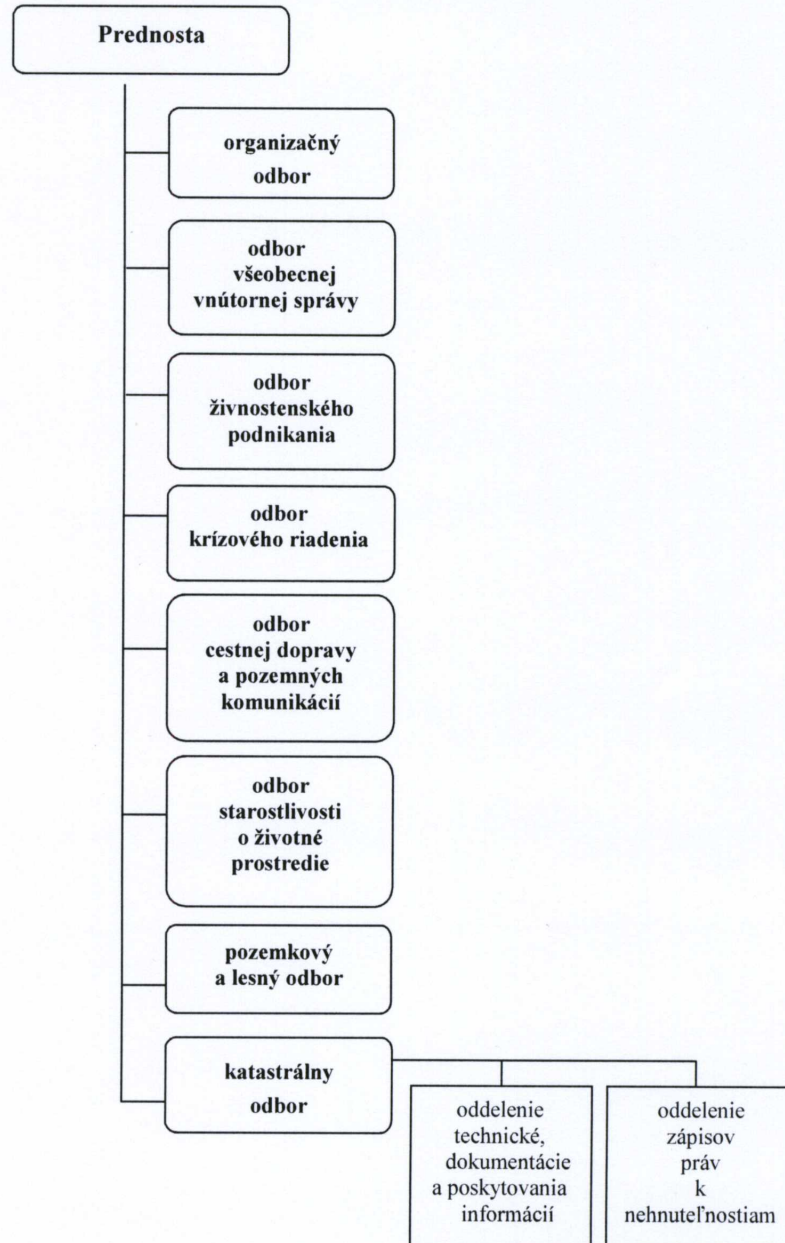 Prednosta
organizačný
odbor
odbor
všeobecnej
vnútornej správy
odbor
živnostenského
podnikania
odbor
krízového riadenia
odbor
cestnej dopravy
a pozemných
komunikácií
odbor
starostlivosti
o životné
prostredie
pozemkový
a lesný odbor
katastrálny
odbor
oddelenie
technické,
dokumentácie
a poskytovania
informácií
oddelenie
zápisov
práv
k
nehnuteľnostiam